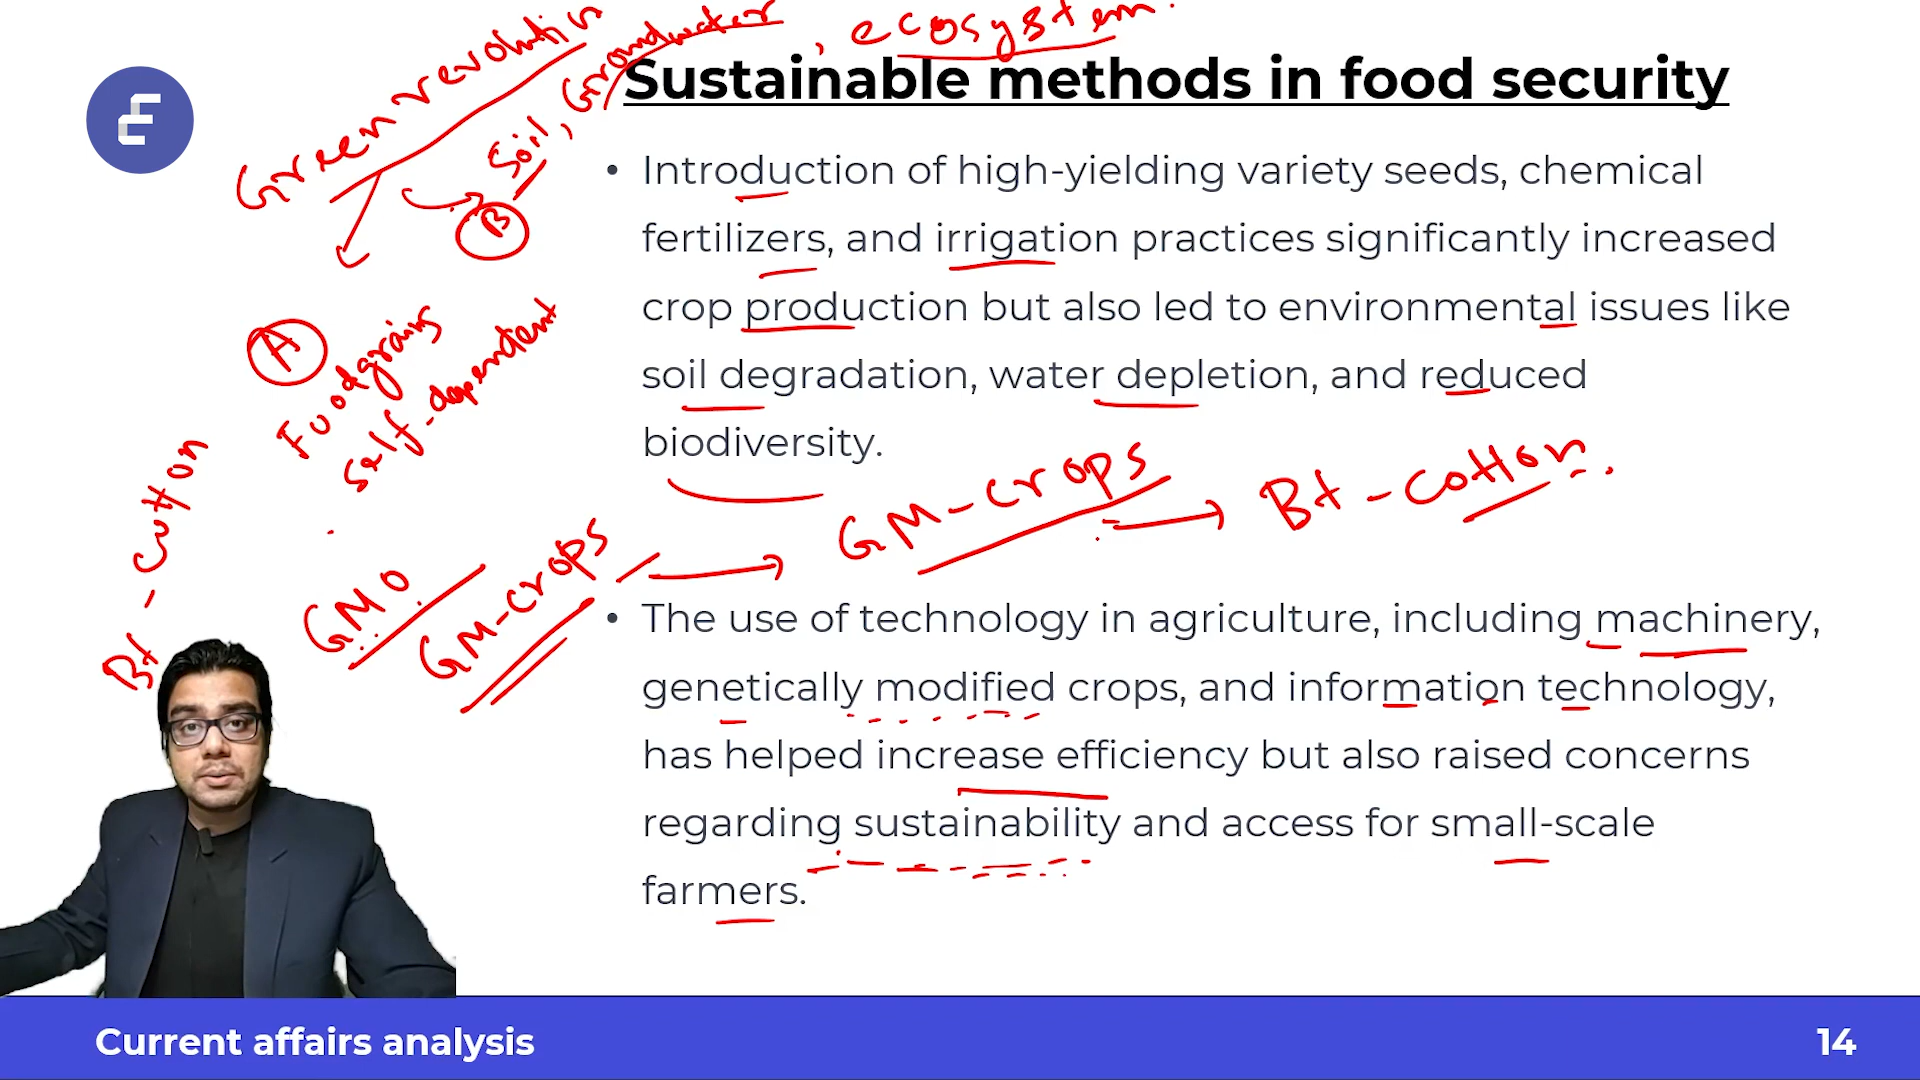 Green revolution
Soil, Groundwater, ecosystem.
B
A
Foodgrains
self-dependent
Sustainable methods in food security
• Introduction of high-yielding variety seeds, chemical
fertilizers, and irrigation practices significantly increased
crop production but also led to environmental issues like
soil degradation, water depletion, and reduced
biodiversity.
GM-crops → Bt-cotton.
Bt-cotton
GMO
GM-crops
• The use of technology in agriculture, including machinery,
genetically modified crops, and information technology,
has helped increase efficiency but also raised concerns
regarding sustainability and access for small-scale
farmers.
Current affairs analysis
14